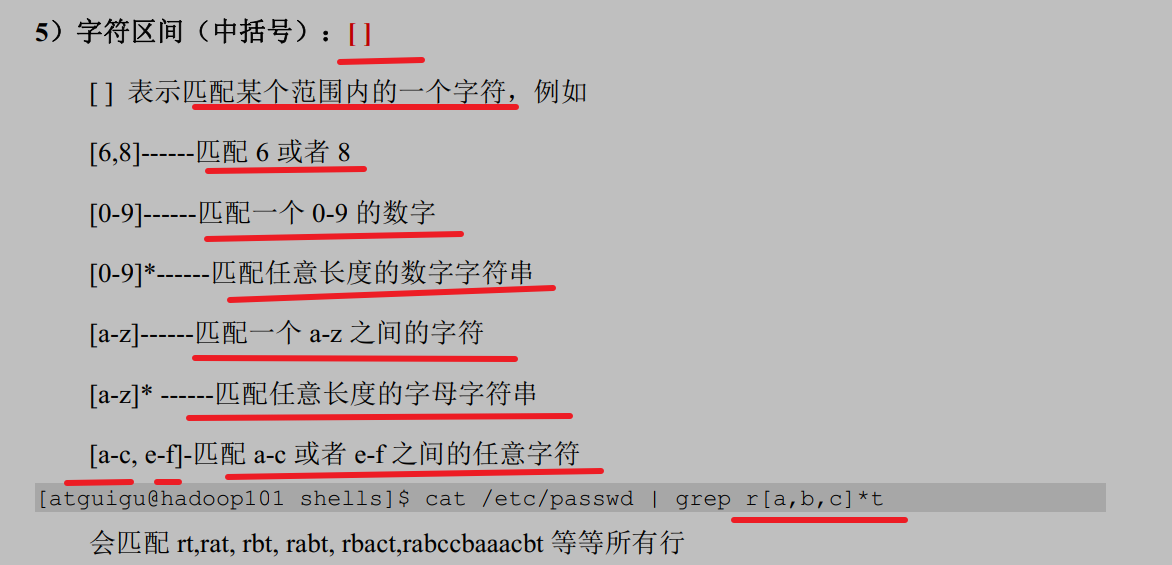 5）字符区间（中括号）：[ ]
[ ] 表示匹配某个范围内的一个字符，例如
[6,8]------匹配 6 或者 8
[0-9]------匹配一个 0-9 的数字
[0-9]*------匹配任意长度的数字字符串
[a-z]------匹配一个 a-z 之间的字符
[a-z]* ------匹配任意长度的字母字符串
[a-c, e-f]-匹配 a-c 或者 e-f 之间的任意字符
[atguigu@hadoop101 shells]$ cat /etc/passwd | grep r[a,b,c]*t
会匹配 rt,rat, rbt, rabt, rbact,rabccbaaacbt 等等所有行